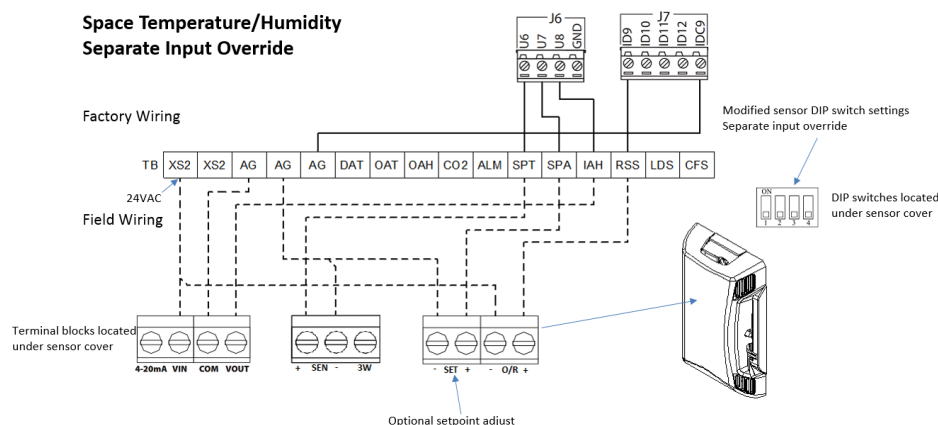 Space Temperature/Humidity
Separate Input Override
J6
U6 U7 U8 GND
J7
ID9 ID10 ID11 ID12 IDC9
Factory Wiring
Modified sensor DIP switch settings
Separate input override
TB XS2 XS2 AG AG AG DAT OAT OAH CO2 ALM SPT SPA IAH RSS LDS CFS
24VAC
Field Wiring
ON
1 2 3 4
DIP switches located
under sensor cover
Terminal blocks located
under sensor cover
4-20mA VIN COM VOUT
+ SEN - 3W
- SET + - O/R +
Optional setpoint adjust